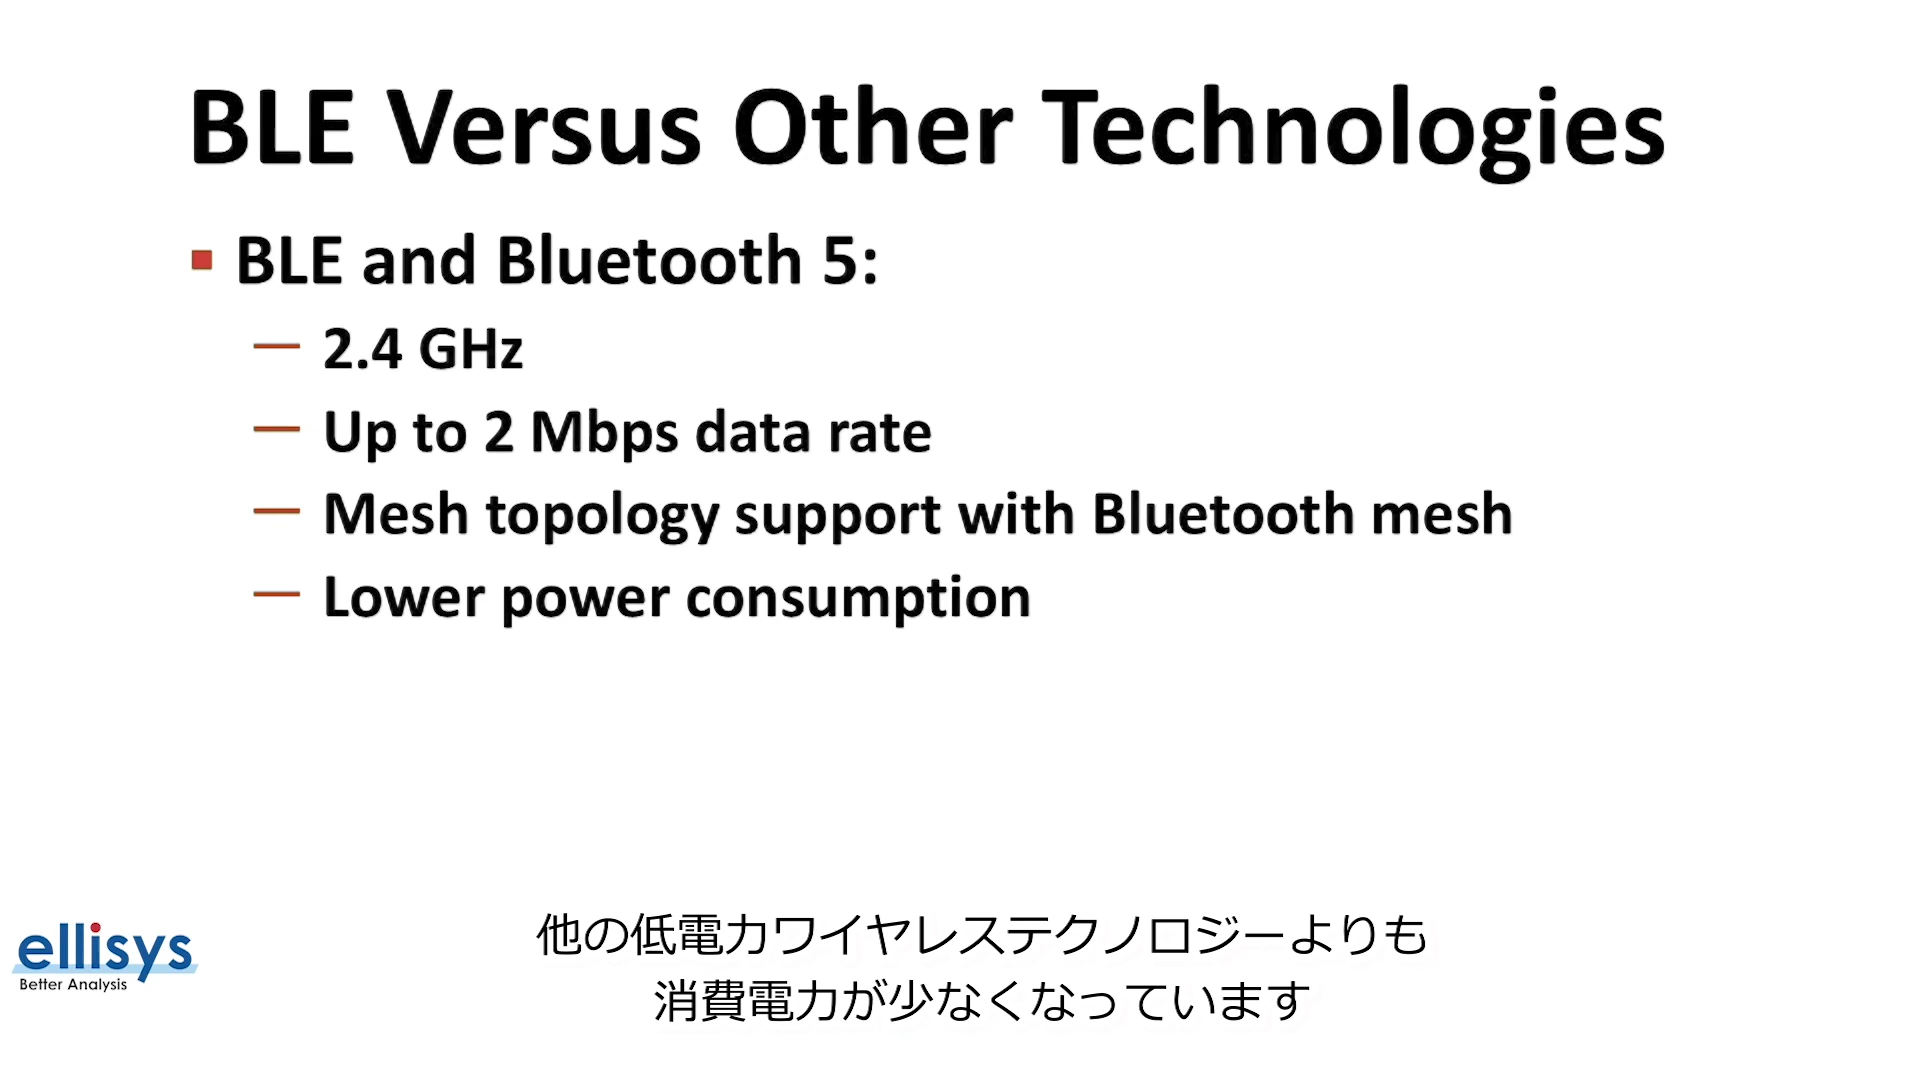 BLE Versus Other Technologies
▪ BLE and Bluetooth 5:
— 2.4 GHz
— Up to 2 Mbps data rate
— Mesh topology support with Bluetooth mesh
— Lower power consumption
ellisys
Better Analysis
他の低電力ワイヤレステクノロジーよりも
消費電力が少なくなっています